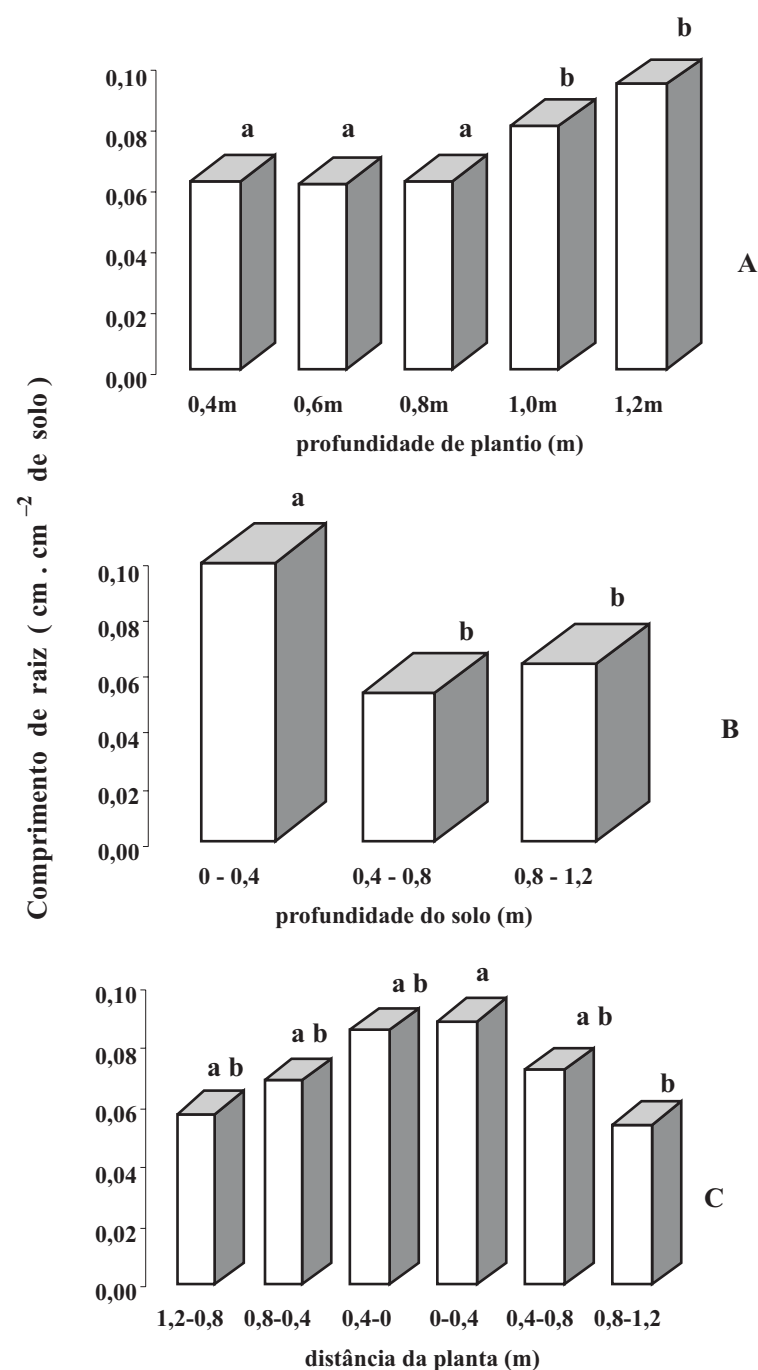 b
b
0,10
a
a
a
0,08
0,06
0,04
A
0,02
0,00
0,4m 0,6m 0,8m 1,0m 1,2m
profundidade de plantio (m)
Comprimento de raiz ( cm . cm⁻² de solo )
a
0,10
b
b
0,08
0,06
0,04
B
0,02
0,00
0 - 0,4 0,4 - 0,8 0,8 - 1,2
profundidade do solo (m)
a
a b
0,10
a b
a b
0,08
a b
b
0,06
0,04
C
0,02
0,00
1,2-0,8 0,8-0,4 0,4-0 0-0,4 0,4-0,8 0,8-1,2
distância da planta (m)